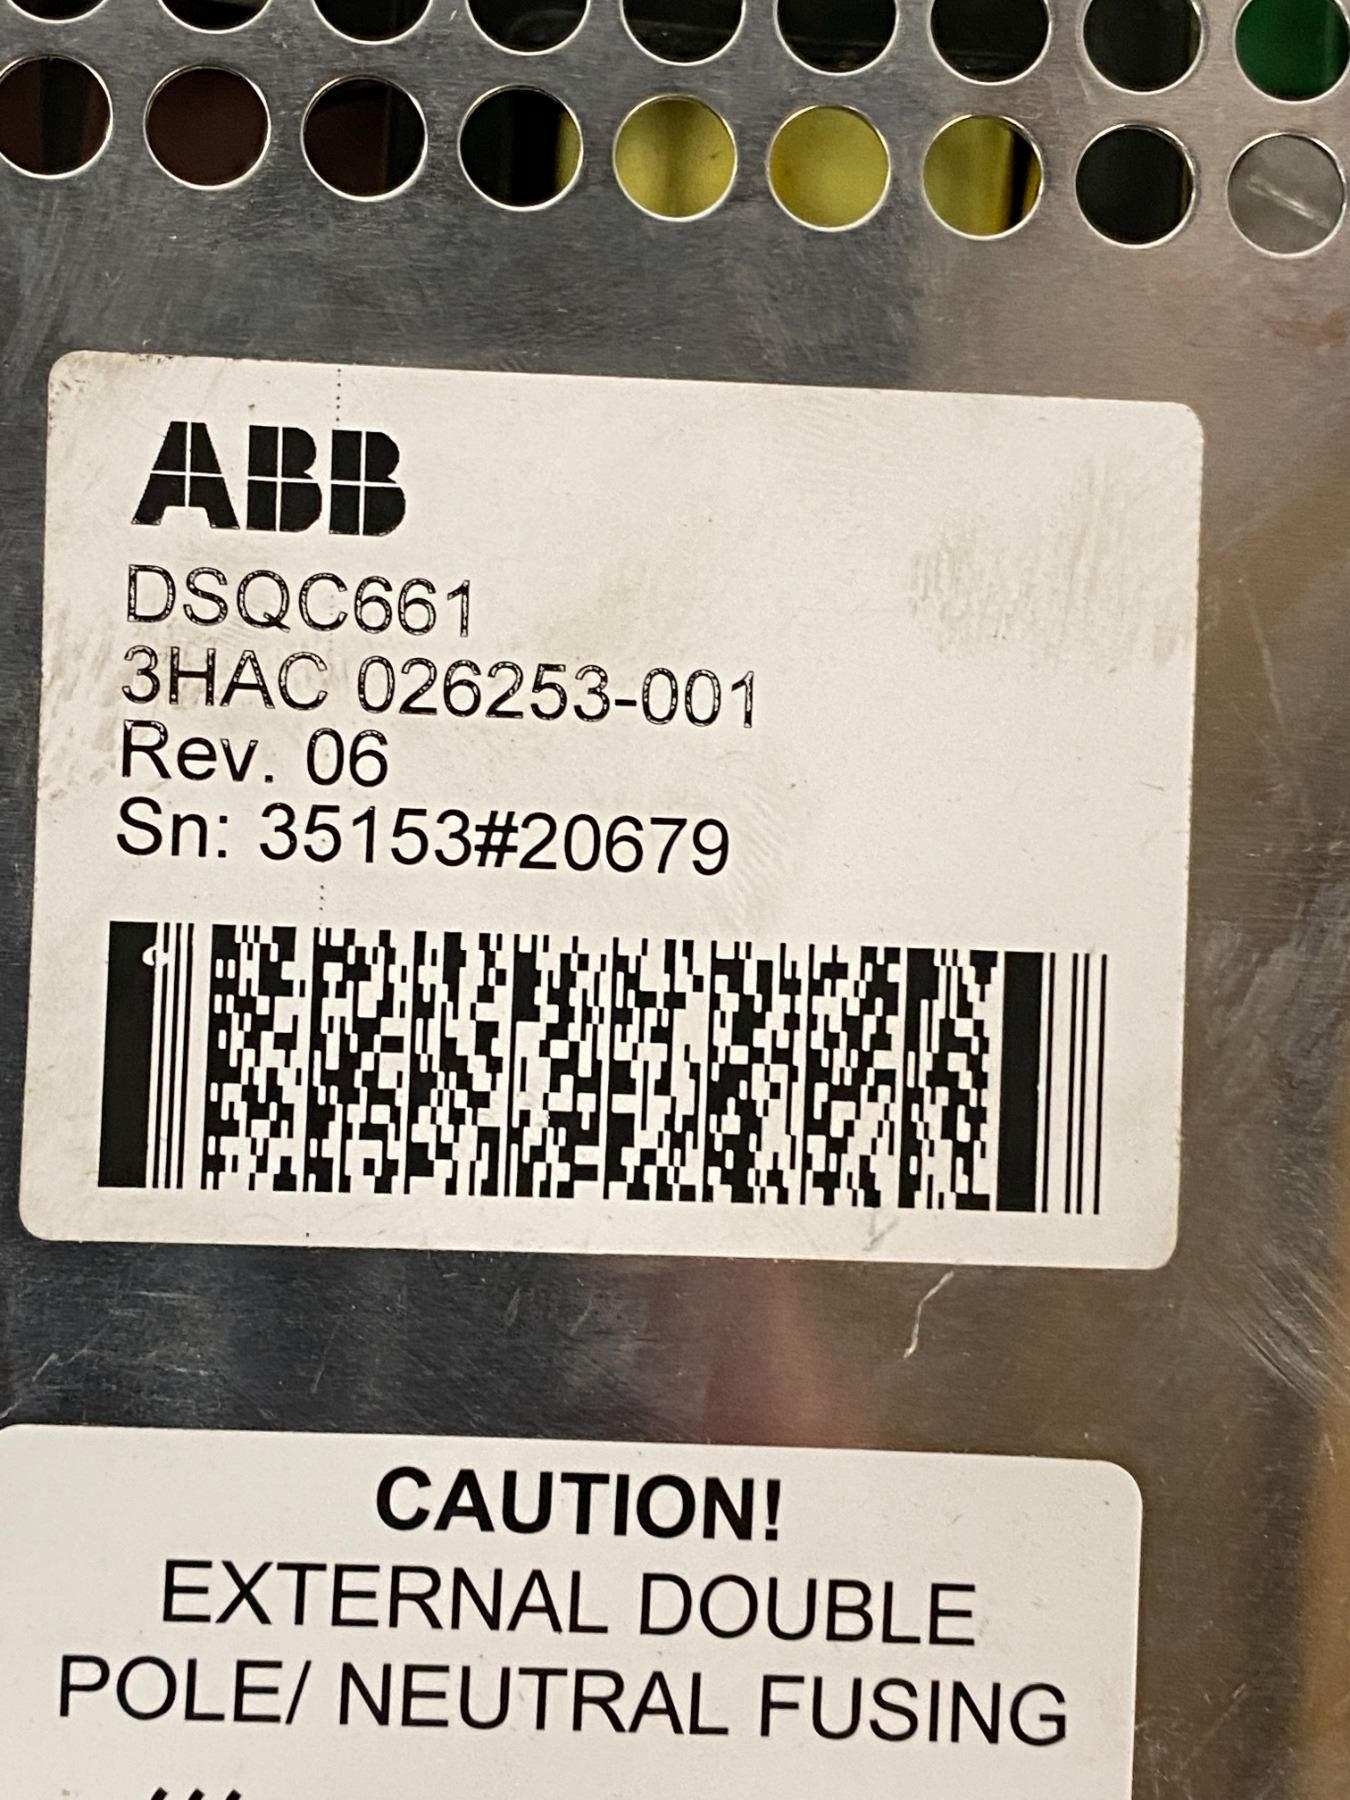 ABB
DSQC661
3HAC 026253-001
Rev. 06
Sn: 35153#20679
CAUTION!
EXTERNAL DOUBLE
POLE/ NEUTRAL FUSING